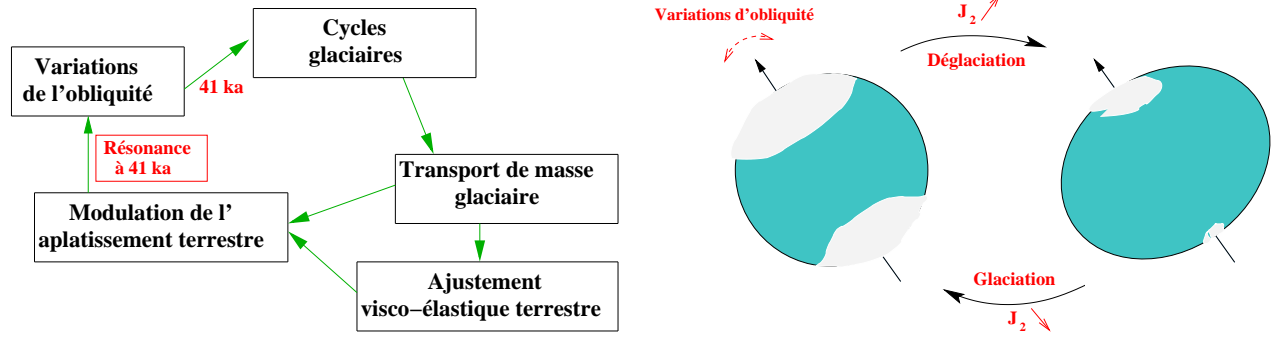 Cycles
glaciaires
Variations
de l’obliquité
41 ka
Résonance
à 41 ka
Transport de masse
glaciaire
Modulation de l’
aplatissement terrestre
Ajustement
visco−élastique terrestre
Variations d’obliquité
J2
Déglaciation
Glaciation
J2